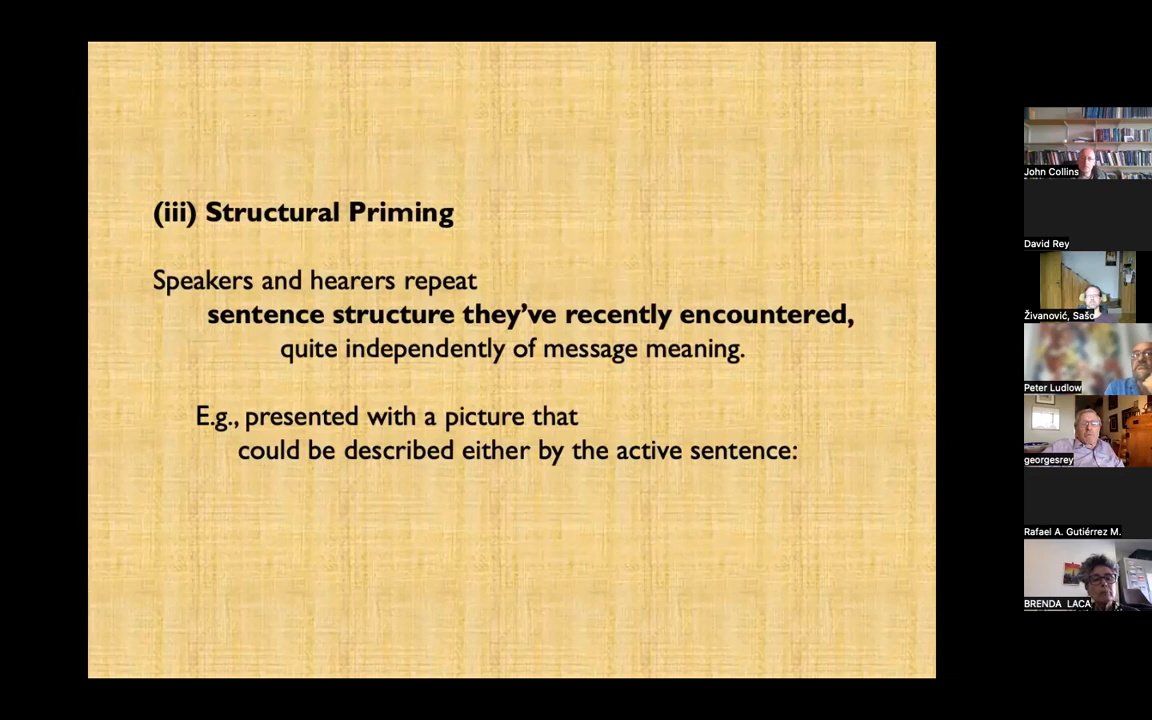 (iii) Structural Priming
Speakers and hearers repeat
sentence structure they've recently encountered,
quite independently of message meaning.
E.g., presented with a picture that
could be described either by the active sentence:
John Collins
David Rey
Živanović, Sašo
Peter Ludlow
georgesrey
Rafael A. Gutiérrez M.
BRENDA LACA